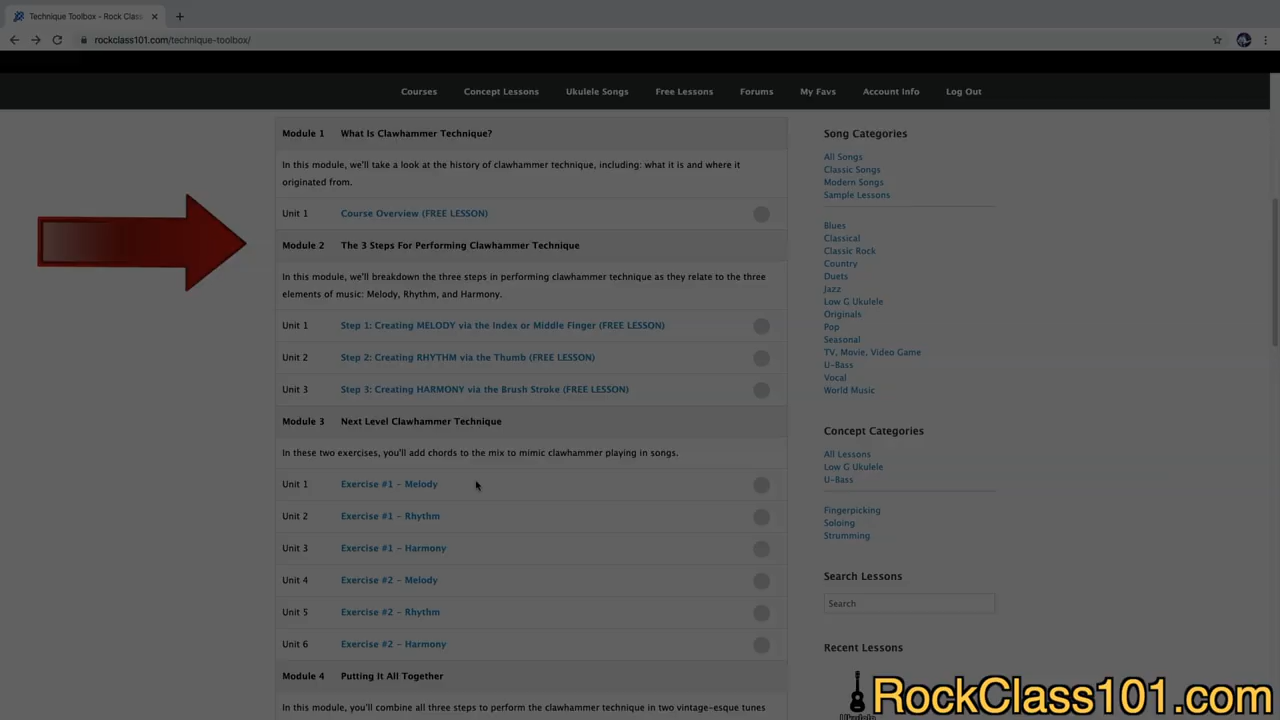 Technique Toolbox - Rock Class
rockclass101.com/technique-toolbox/
Courses Concept Lessons Ukulele Songs Free Lessons Forums My Favs Account Info Log Out
Module 1 What Is Clawhammer Technique?
In this module, we'll take a look at the history of clawhammer technique, including: what it is and where it
originated from.
Unit 1 Course Overview (FREE LESSON)
Module 2 The 3 Steps For Performing Clawhammer Technique
In this module, we'll breakdown the three steps in performing clawhammer technique as they relate to the three
elements of music: Melody, Rhythm, and Harmony.
Unit 1 Step 1: Creating MELODY via the Index or Middle Finger (FREE LESSON)
Unit 2 Step 2: Creating RHYTHM via the Thumb (FREE LESSON)
Unit 3 Step 3: Creating HARMONY via the Brush Stroke (FREE LESSON)
Module 3 Next Level Clawhammer Technique
In these two exercises, you'll add chords to the mix to mimic clawhammer playing in songs.
Unit 1 Exercise #1 – Melody
Unit 2 Exercise #1 – Rhythm
Unit 3 Exercise #1 – Harmony
Unit 4 Exercise #2 – Melody
Unit 5 Exercise #2 – Rhythm
Unit 6 Exercise #2 – Harmony
Module 4 Putting It All Together
In this module, you'll combine all three steps to perform the clawhammer technique in two vintage-esque tunes
Song Categories
All Songs
Classic Songs
Modern Songs
Sample Lessons
Blues
Classical
Classic Rock
Country
Duets
Jazz
Low G Ukulele
Originals
Pop
Seasonal
TV, Movie, Video Game
U-Bass
Vocal
World Music
Concept Categories
All Lessons
Low G Ukulele
U-Bass
Fingerpicking
Soloing
Strumming
Search Lessons
Search
Recent Lessons
RockClass101.com